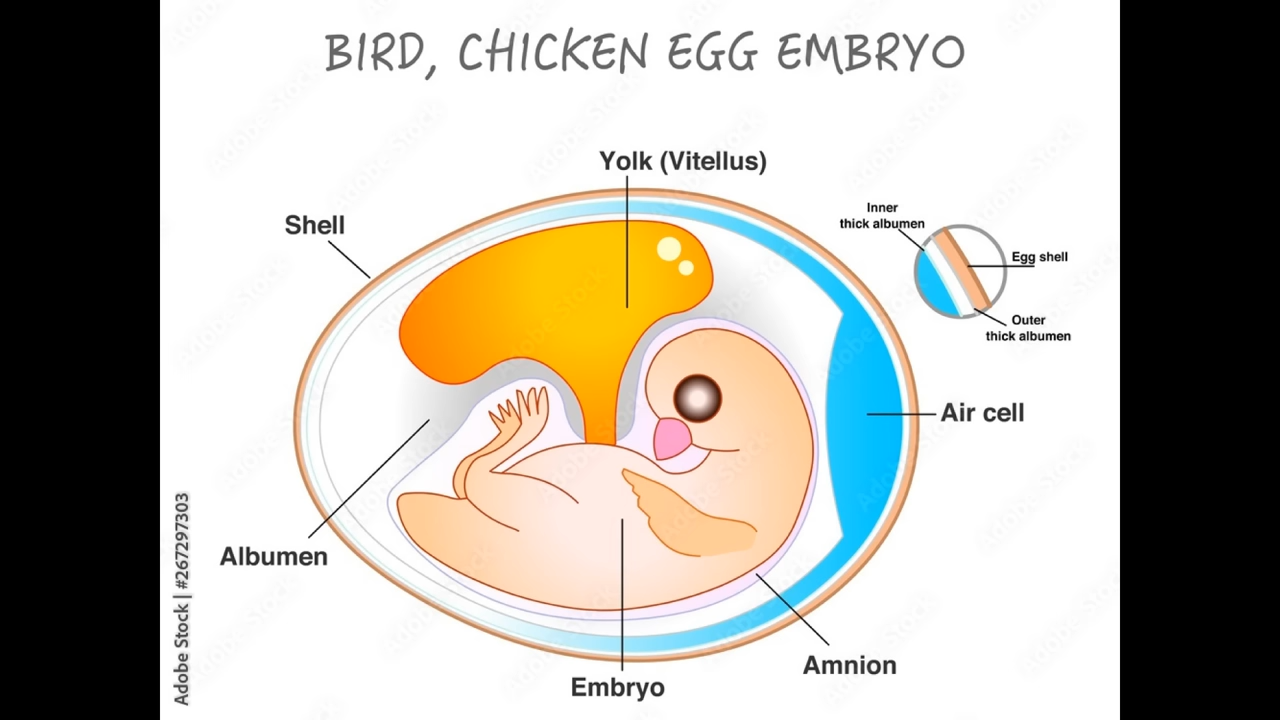 BIRD, CHICKEN EGG EMBRYO
Yolk (Vitellus)
Shell
Inner
thick albumen
Egg shell
Outer
thick albumen
Air cell
Albumen
Amnion
Embryo
Adobe Stock | #267297303